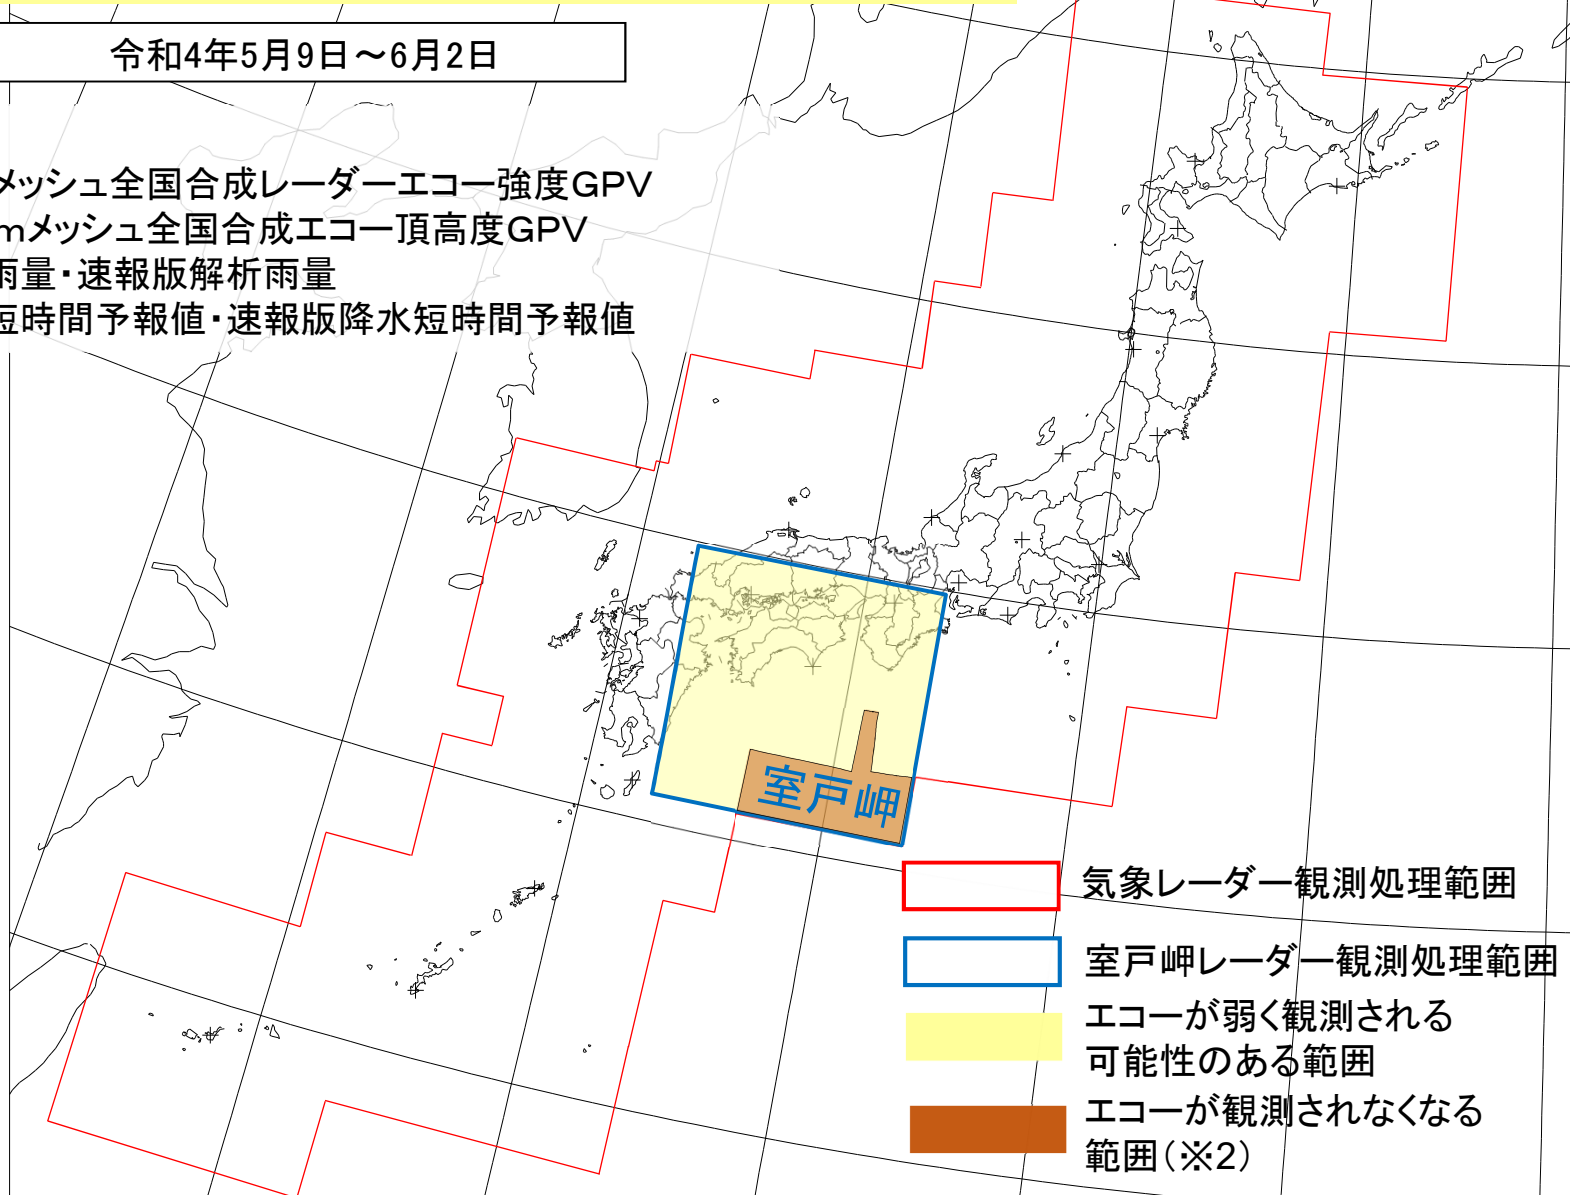 令和4年5月9日～6月2日
メッシュ全国合成レーダーエコー強度GPV
mメッシュ全国合成エコー頂高度GPV
雨量・速報版解析雨量
短時間予報値・速報版降水短時間予報値
室戸岬
気象レーダー観測処理範囲
室戸岬レーダー観測処理範囲
エコーが弱く観測される
可能性のある範囲
エコーが観測されなくなる
範囲（※2）